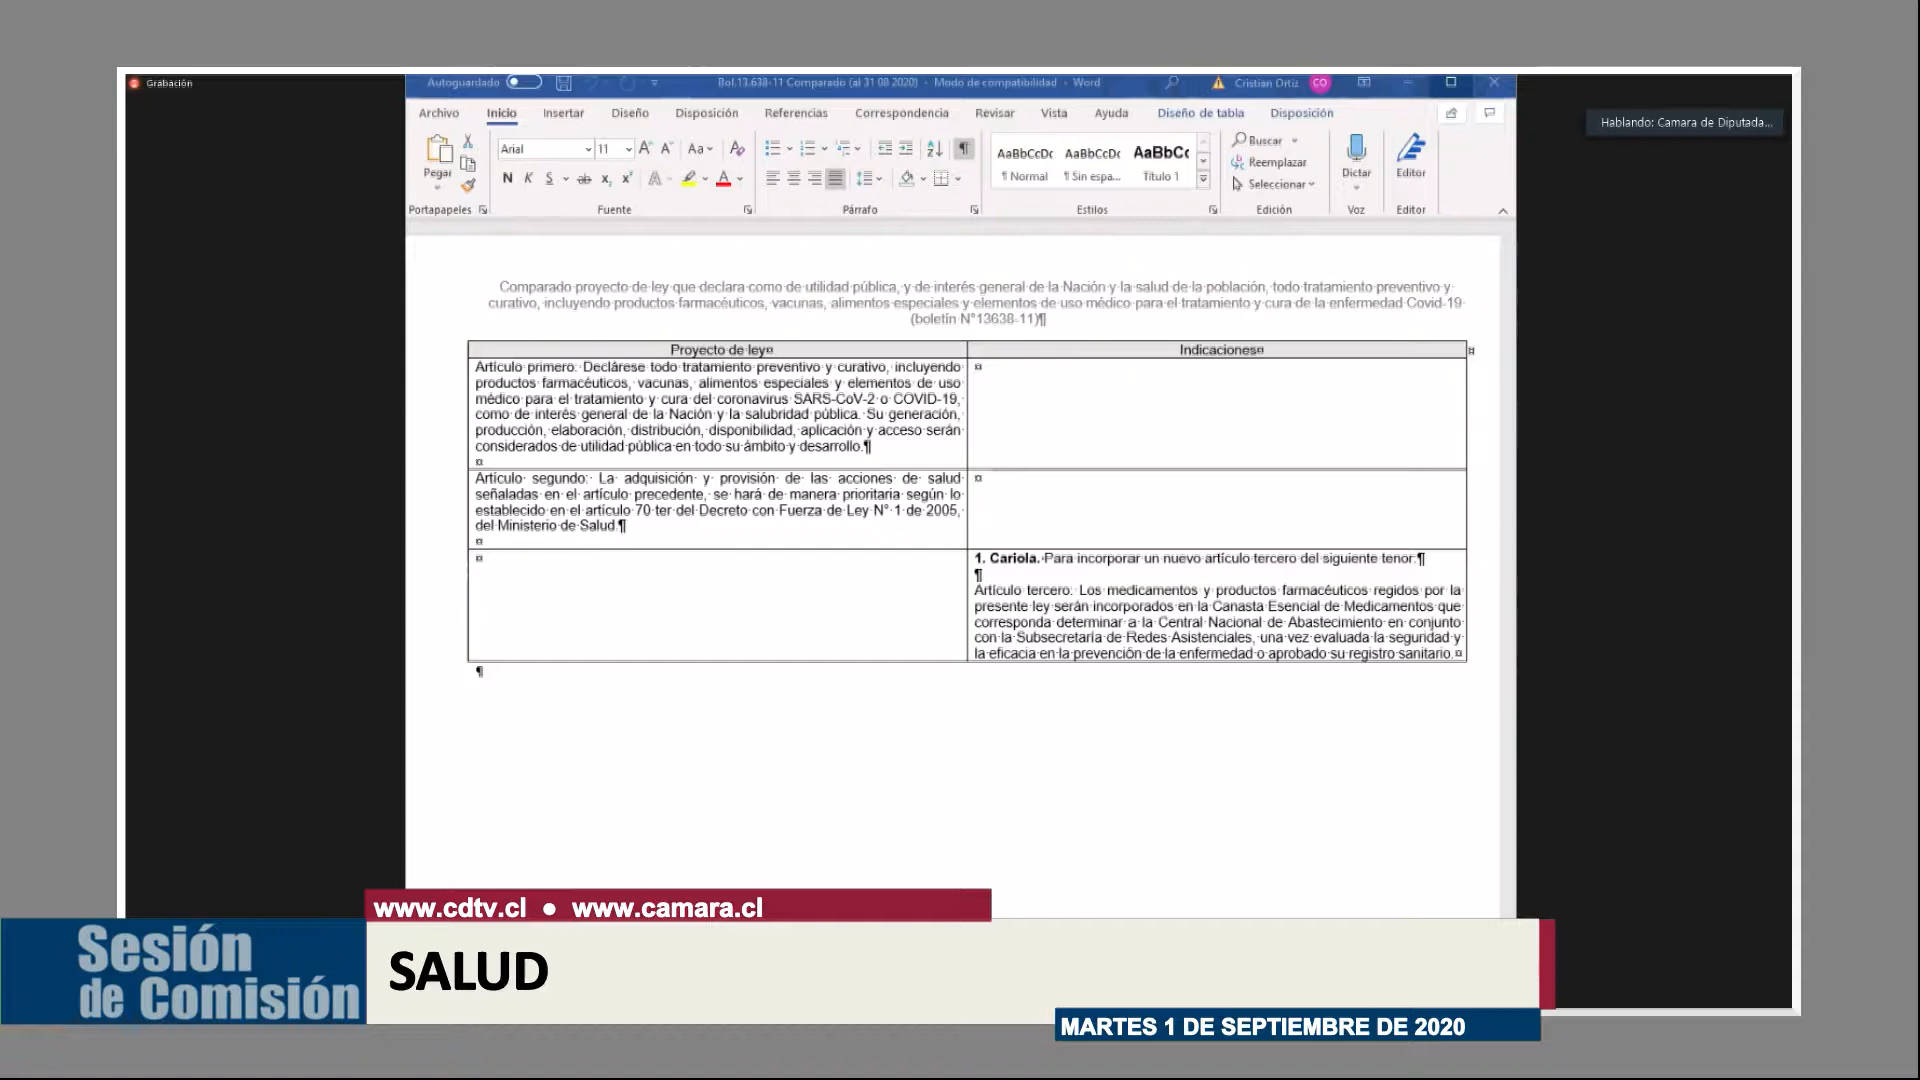 Grabación
Autoguardado
Bol.13.638-11 Comparado (al 31 08 2020) - Modo de compatibilidad - Word
Cristian Ortiz
CO
Hablando: Camara de Diputada...
Archivo Inicio Insertar Diseño Disposición Referencias Correspondencia Revisar Vista Ayuda Diseño de tabla Disposición
Pegar
Arial 11
N K S ab x x A A
AaBbCcDc AaBbCcDc AaBbCc
¶ Normal ¶ Sin espa... Título 1
Buscar
Reemplazar
Seleccionar
Dictar
Editor
Portapapeles Fuente Párrafo Estilos Edición Voz Editor
Comparado proyecto de ley que declara como de utilidad pública, y de interés general de la Nación y la salud de la población, todo tratamiento preventivo y
curativo, incluyendo productos farmacéuticos, vacunas, alimentos especiales y elementos de uso médico para el tratamiento y cura de la enfermedad Covid-19
(boletín N°13638-11)¶
Proyecto de ley¤
Artículo primero: Declárese todo tratamiento preventivo y curativo, incluyendo
productos farmacéuticos, vacunas, alimentos especiales y elementos de uso
médico para el tratamiento y cura del coronavirus SARS-CoV-2 o COVID-19,
como de interés general de la Nación y la salubridad pública. Su generación,
producción, elaboración, distribución, disponibilidad, aplicación y acceso serán
considerados de utilidad pública en todo su ámbito y desarrollo.¶
Artículo segundo: La adquisición y provisión de las acciones de salud
señaladas en el artículo precedente, se hará de manera prioritaria según lo
establecido en el artículo 70 ter del Decreto con Fuerza de Ley N° 1 de 2005,
del Ministerio de Salud.¶
Indicaciones¤
1. Cariola. Para incorporar un nuevo artículo tercero del siguiente tenor:¶
¶
Artículo tercero: Los medicamentos y productos farmacéuticos regidos por la
presente ley serán incorporados en la Canasta Esencial de Medicamentos que
corresponda determinar a la Central Nacional de Abastecimiento en conjunto
con la Subsecretaría de Redes Asistenciales, una vez evaluada la seguridad y
la eficacia en la prevención de la enfermedad o aprobado su registro sanitario.¤
¶
www.cdtv.cl • www.camara.cl
Sesión
de Comisión
SALUD
MARTES 1 DE SEPTIEMBRE DE 2020